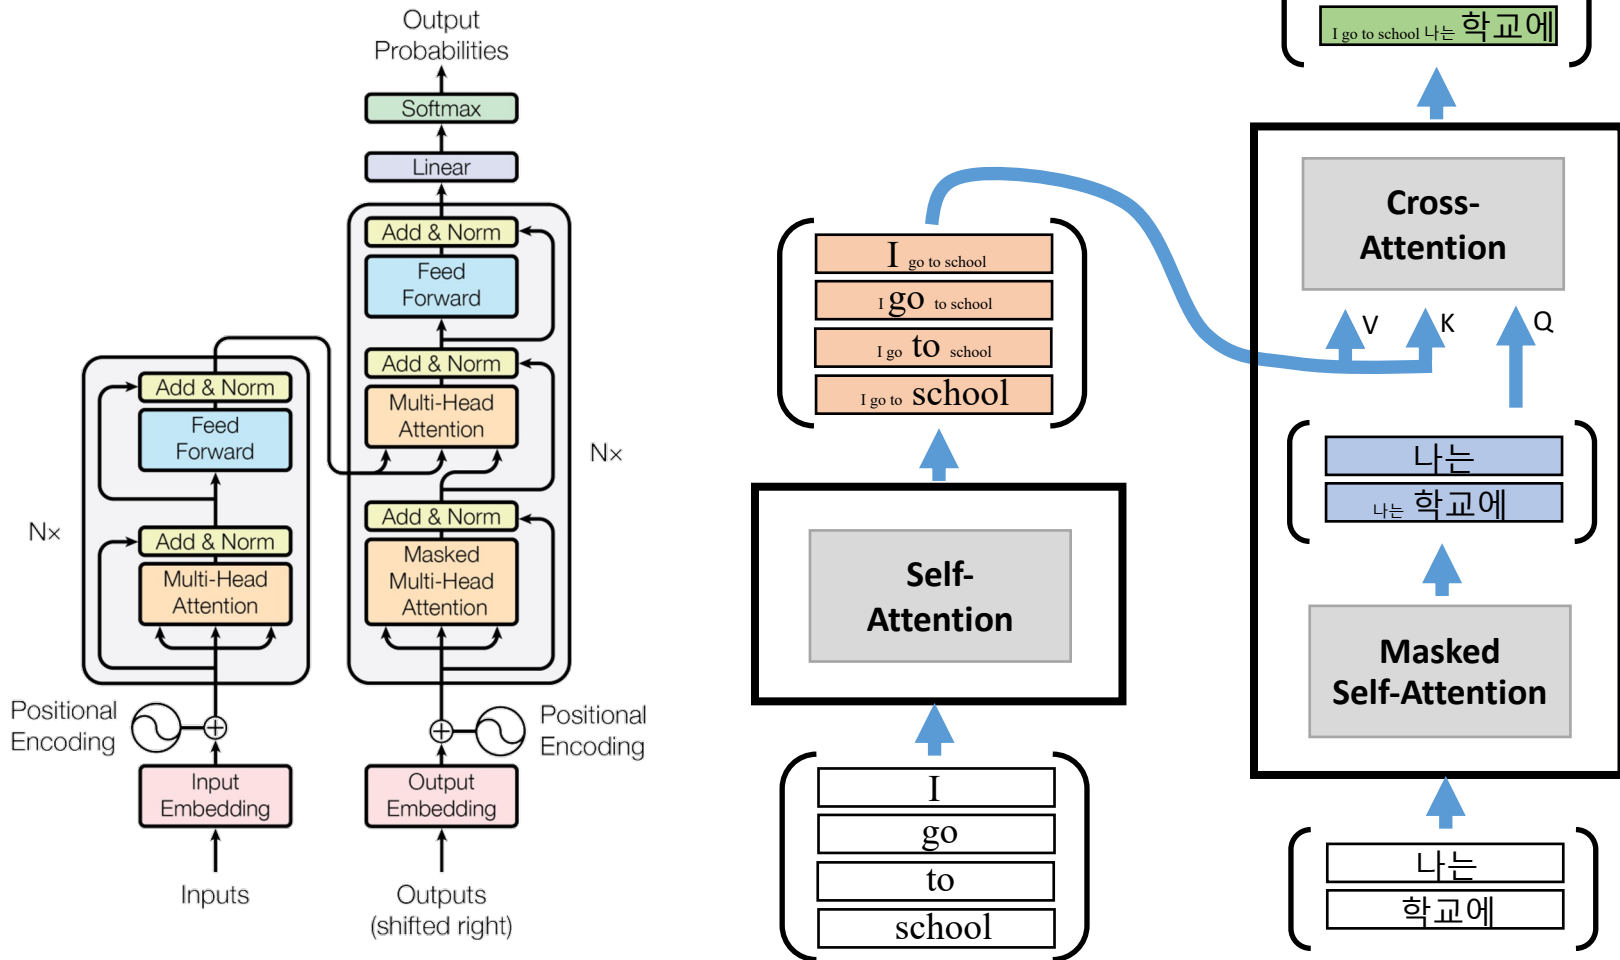 Output
Probabilities
Softmax
Linear
Add & Norm
Feed
Forward
Add & Norm
Multi-Head
Attention
Add & Norm
Masked
Multi-Head
Attention
N×
Add & Norm
Feed
Forward
N×
Add & Norm
Multi-Head
Attention
Positional
Encoding
Positional
Encoding
Input
Embedding
Output
Embedding
Inputs
Outputs
(shifted right)
I go to school
I go to school
I go to school
I go to school
Self-
Attention
I
go
to
school
I go to school 나는 학교에
Cross-
Attention
V
K
Q
나는
나는 학교에
Masked
Self-Attention
나는
학교에